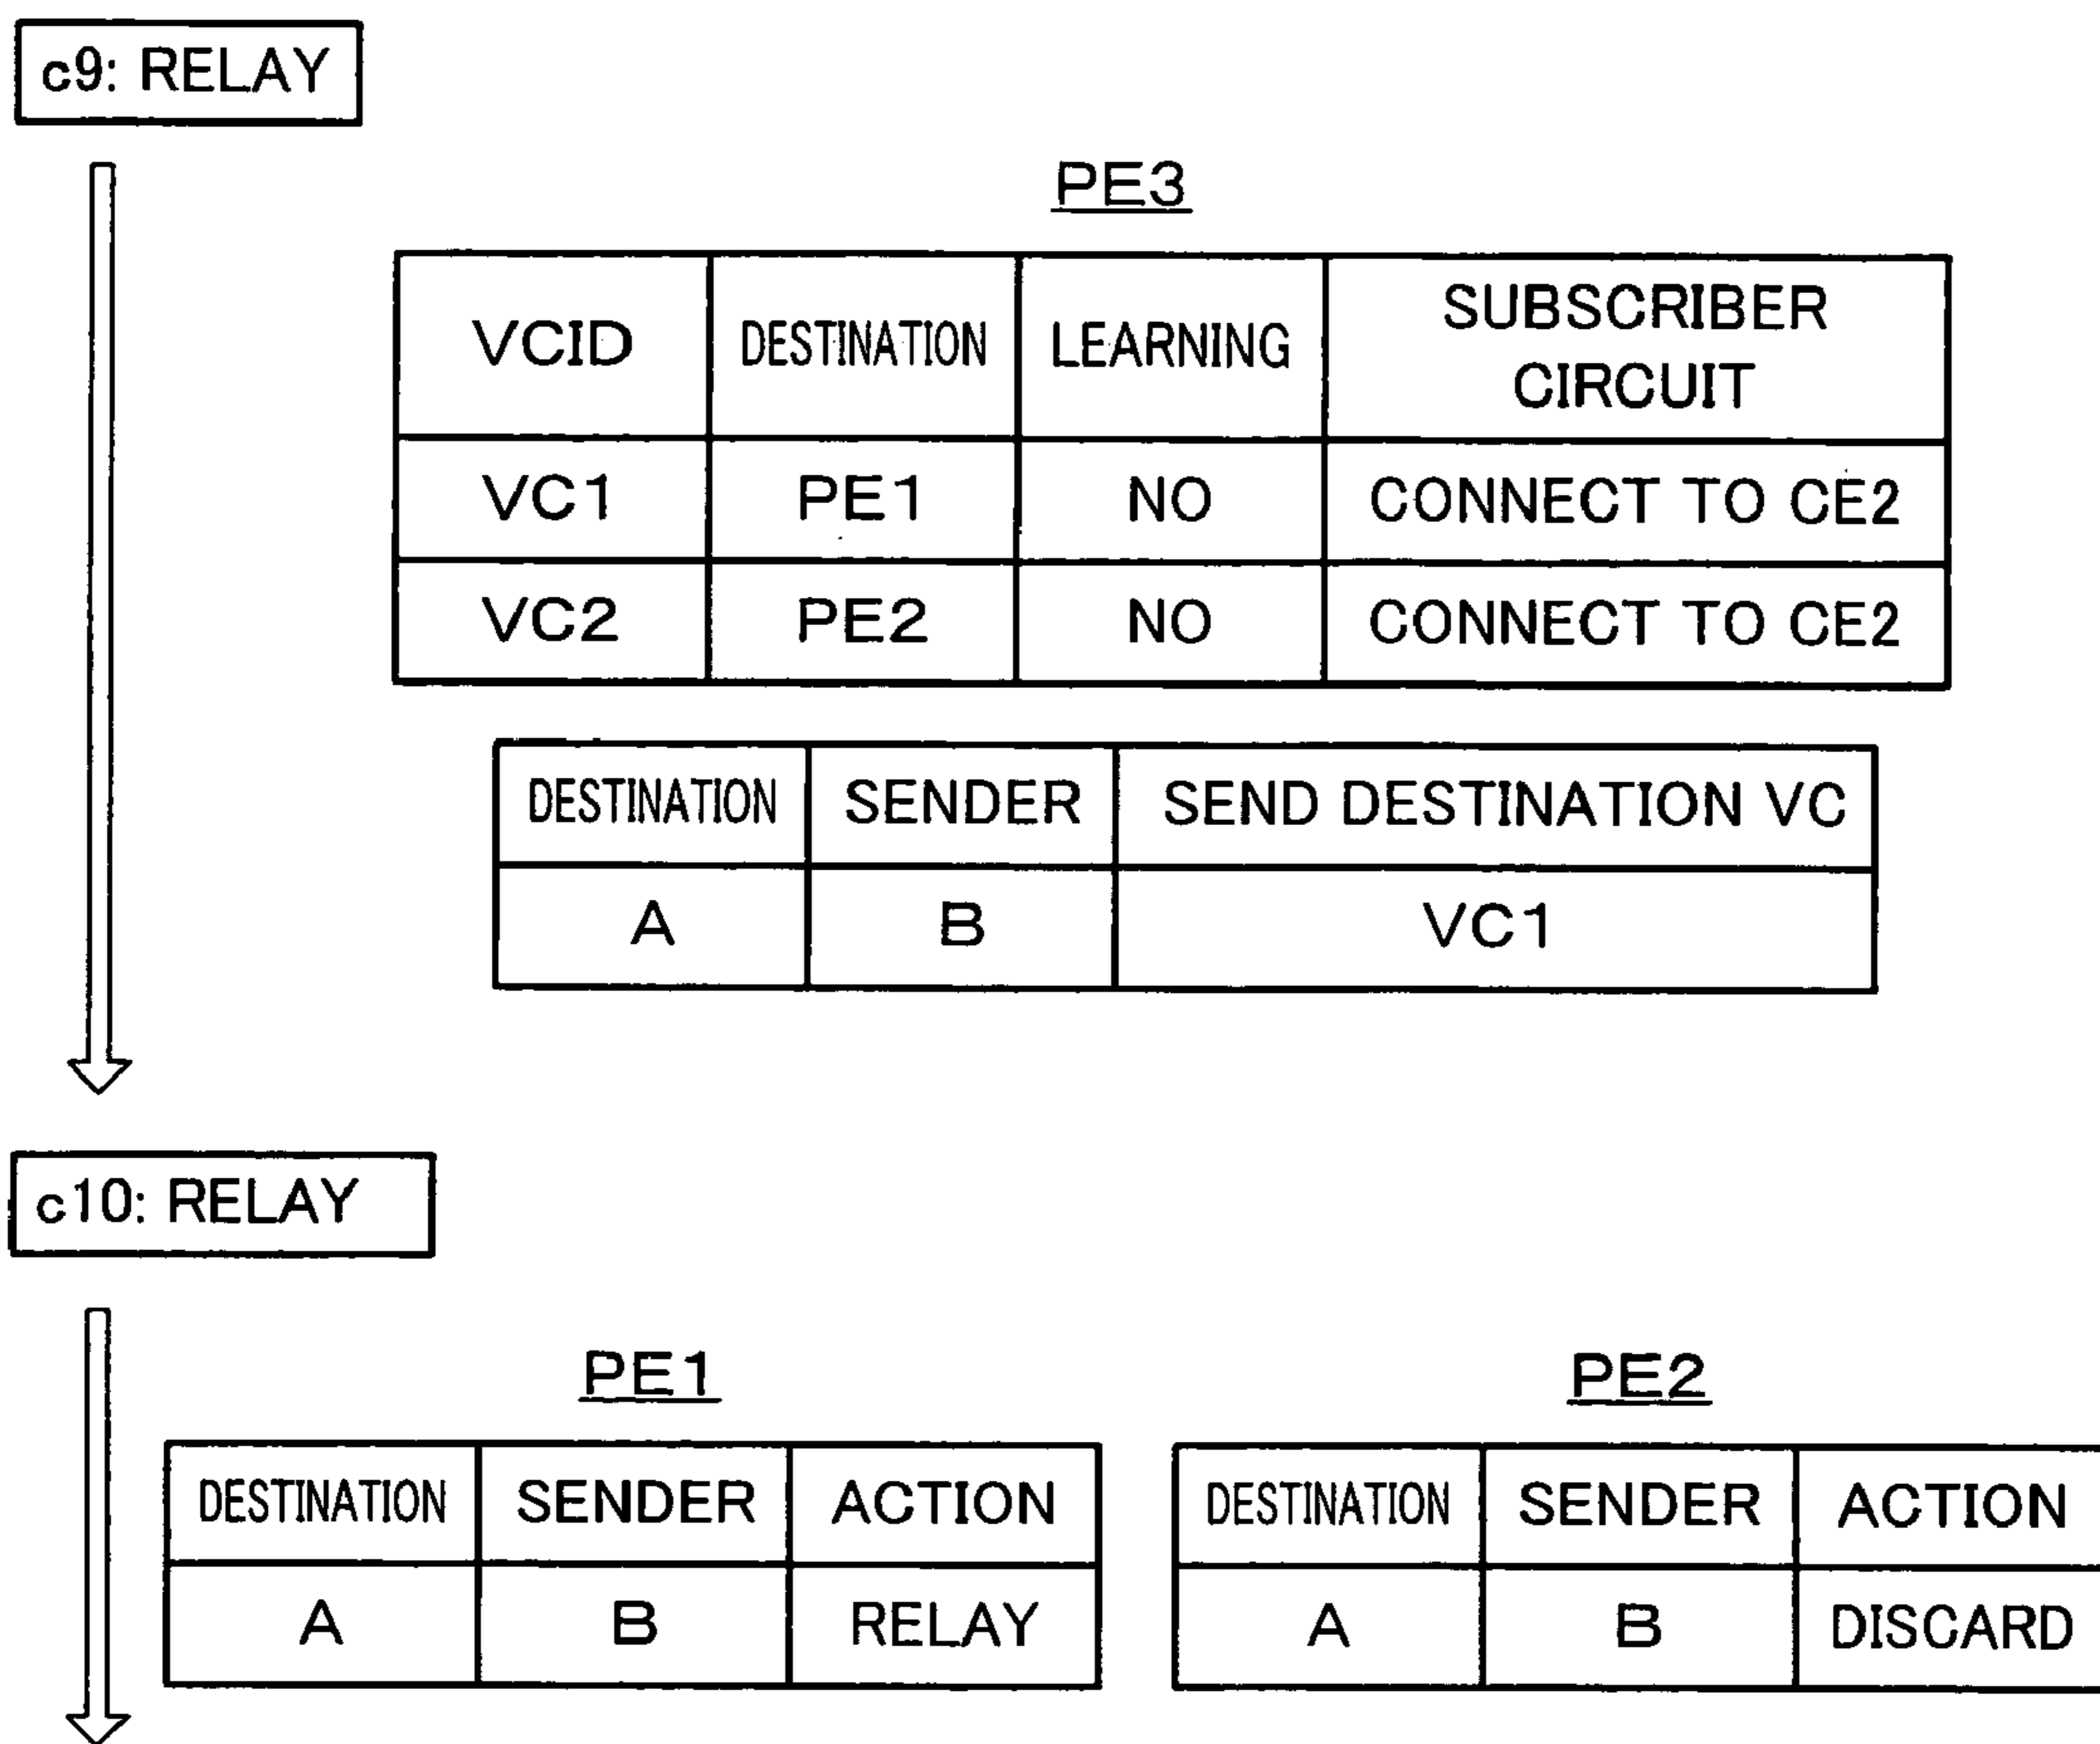 c9: RELAY
PE3
VCID DESTINATION LEARNING SUBSCRIBER CIRCUIT
VC1 PE1 NO CONNECT TO CE2
VC2 PE2 NO CONNECT TO CE2
DESTINATION SENDER SEND DESTINATION VC
A B VC1
c10: RELAY
PE1
DESTINATION SENDER ACTION
A B RELAY
PE2
DESTINATION SENDER ACTION
A B DISCARD